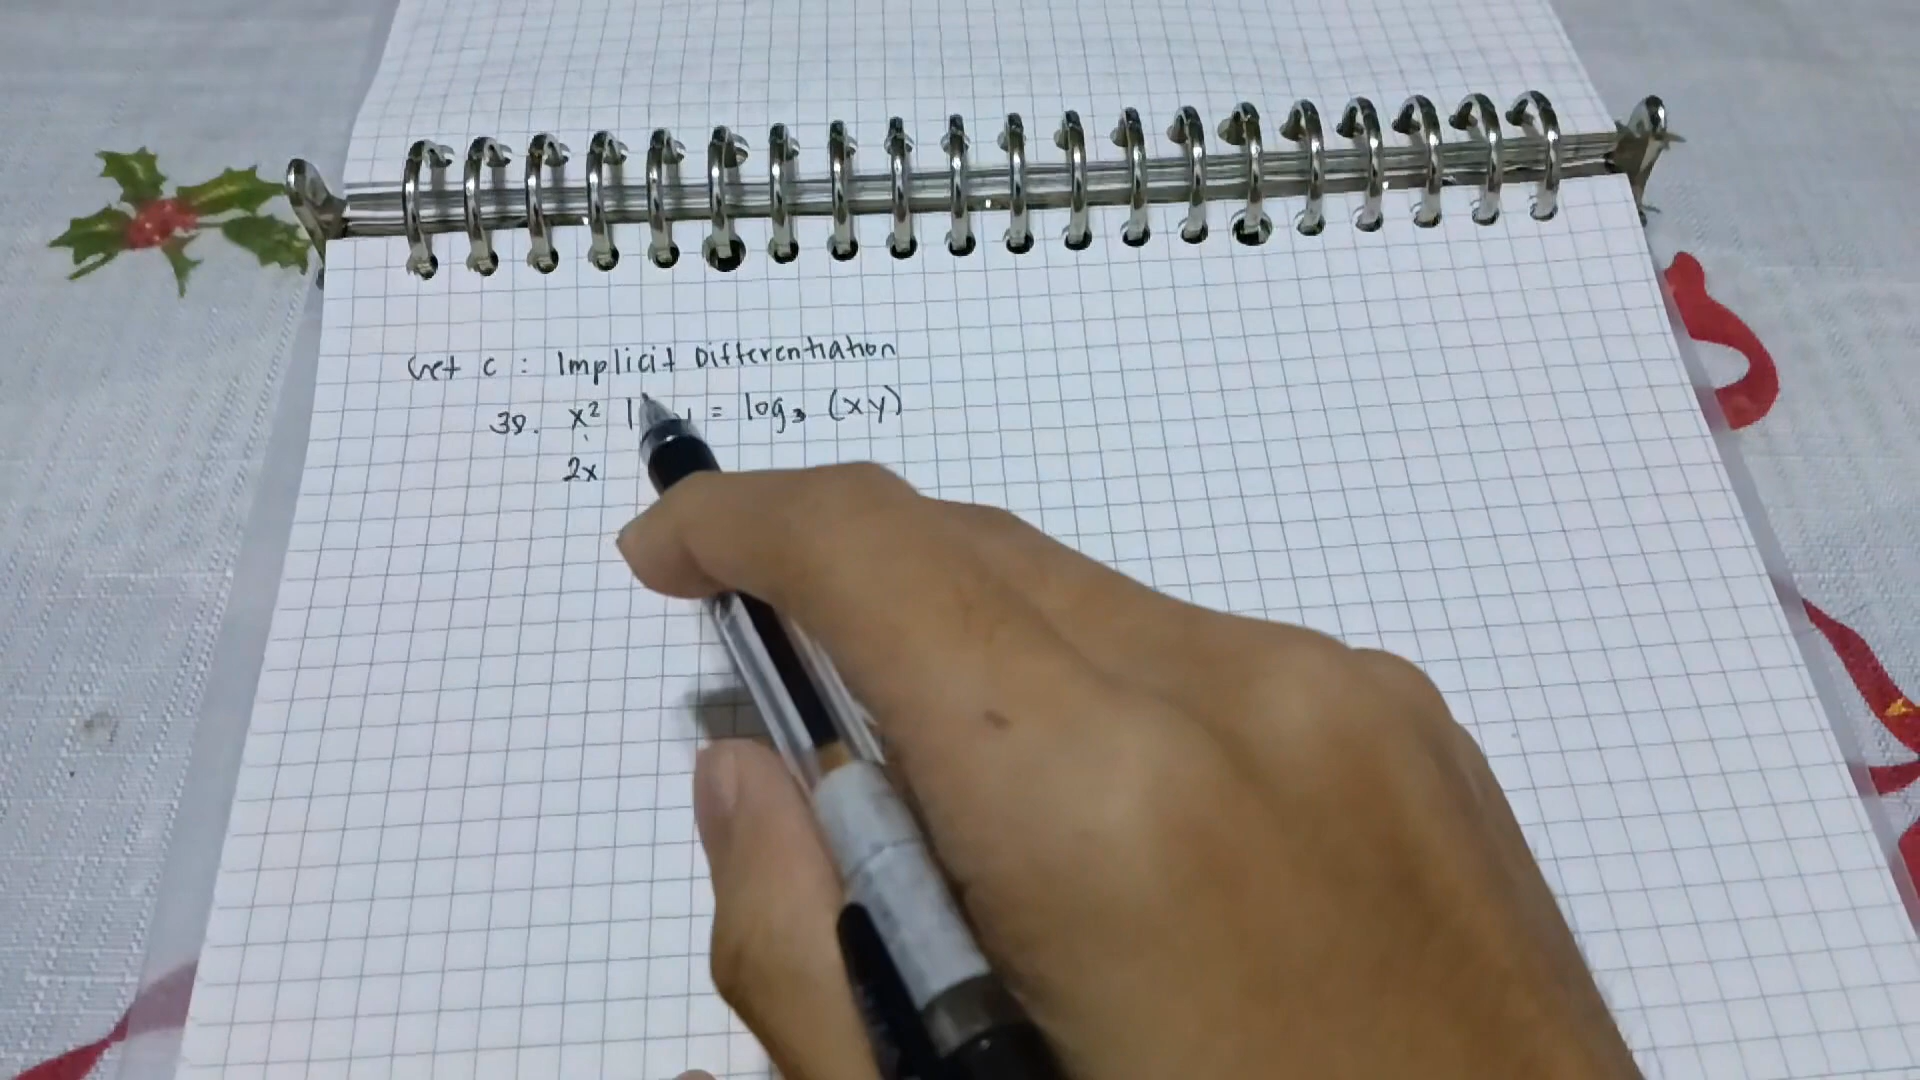 Set C : Implicit Differentiation
38. x² = log₃ (xy)
2x